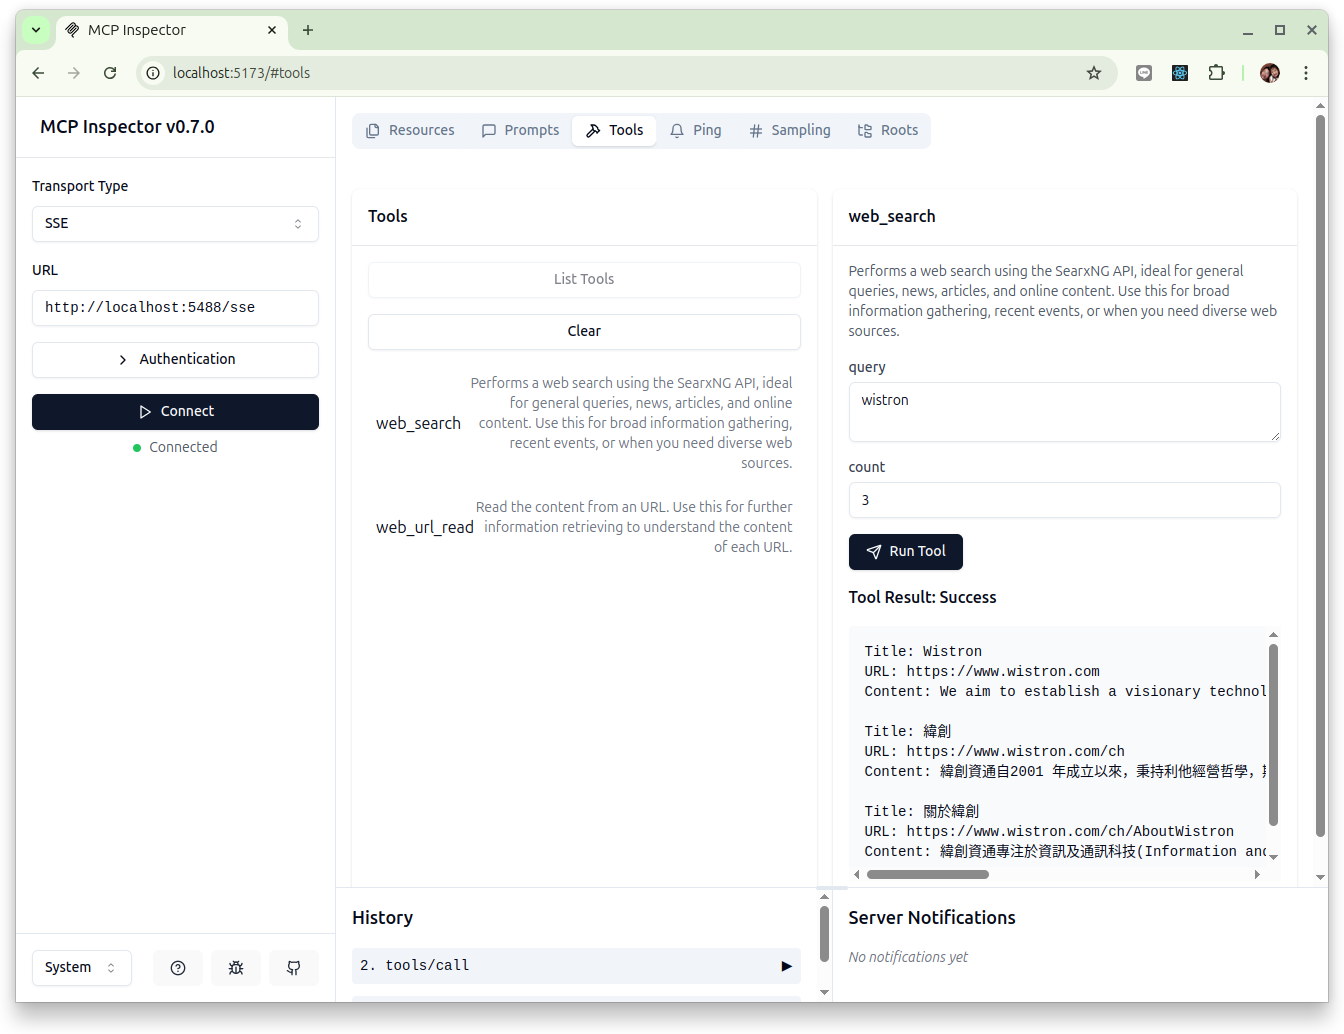 MCP Inspector
localhost:5173/#tools
MCP Inspector v0.7.0
Transport Type
SSE
URL
http://localhost:5488/sse
Authentication
Connect
Connected
System
Resources
Prompts
Tools
Ping
Sampling
Roots
Tools
List Tools
Clear
web_search
Performs a web search using the SearxNG API, ideal
for general queries, news, articles, and online
content. Use this for broad information gathering,
recent events, or when you need diverse web
sources.
web_url_read
Read the content from an URL. Use this for further
information retrieving to understand the content
of each URL.
web_search
Performs a web search using the SearxNG API, ideal for general
queries, news, articles, and online content. Use this for broad
information gathering, recent events, or when you need diverse web
sources.
query
wistron
count
3
Run Tool
Tool Result: Success
Title: Wistron
URL: https://www.wistron.com
Content: We aim to establish a visionary technol
Title: 緯創
URL: https://www.wistron.com/ch
Content: 緯創資通自2001 年成立以來，秉持利他經營哲學，
Title: 關於緯創
URL: https://www.wistron.com/ch/AboutWistron
Content: 緯創資通專注於資訊及通訊科技(Information and
History
2. tools/call
Server Notifications
No notifications yet